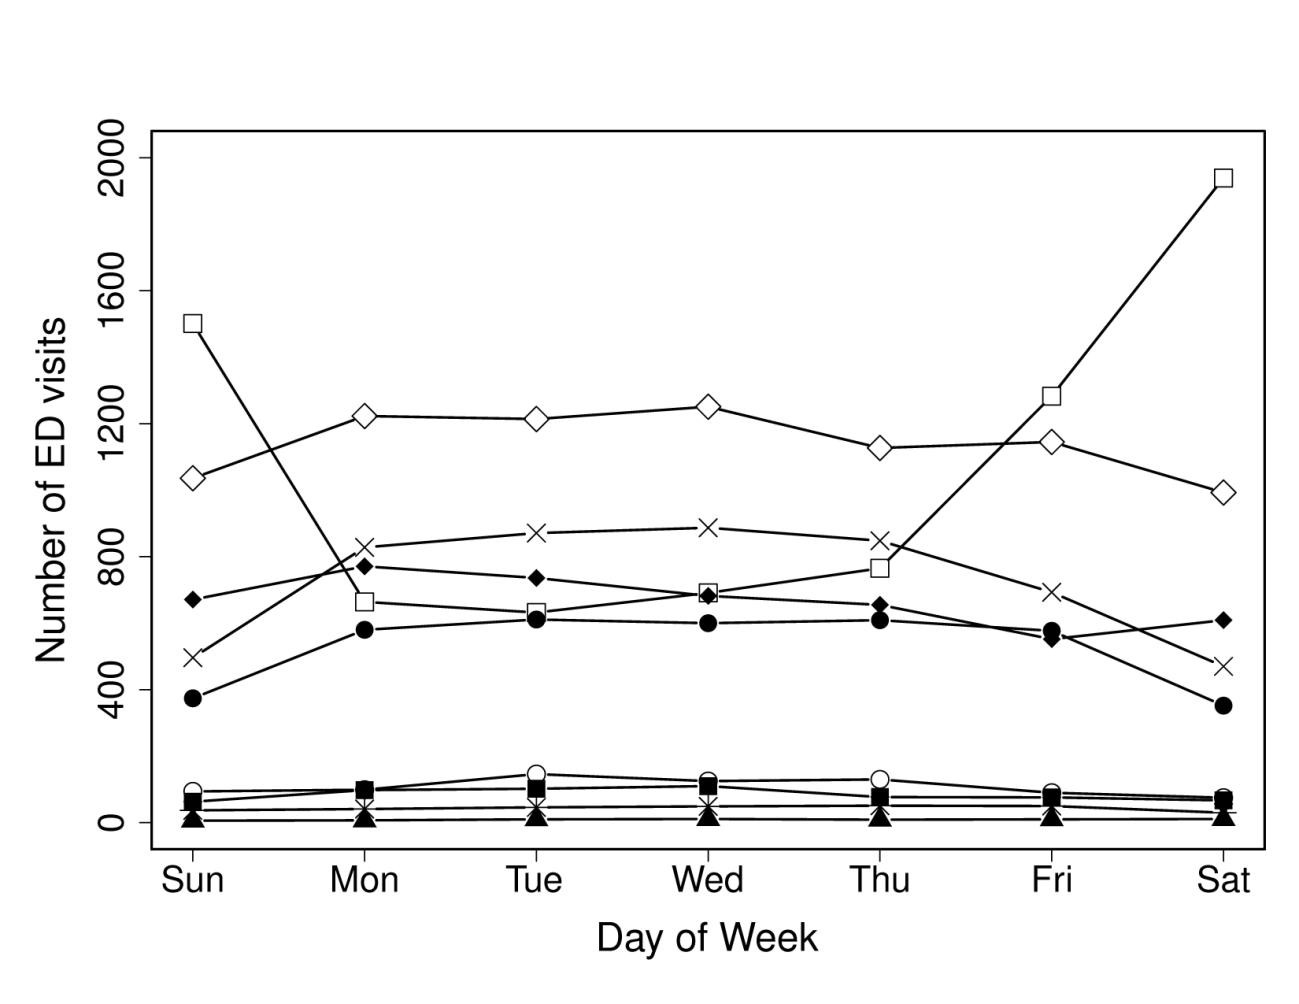 Number of ED visits
2000
1600
1200
800
400
0
Sun Mon Tue Wed Thu Fri Sat
Day of Week